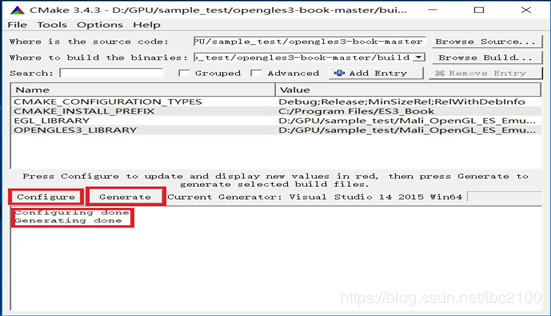 CMake 3.4.3 - D:/GPU/sample_test/opengles3-book-master/bui...
File Tools Options Help
Where is the source code: PU/sample_test/opengles3-book-master Browse Source...
Where to build the binaries: _test/opengles3-book-master/build Browse Build...
Search: Grouped Advanced Add Entry Remove Entry
Name Value
CMAKE_CONFIGURATION_TYPES Debug;Release;MinSizeRel;RelWithDebInfo
CMAKE_INSTALL_PREFIX C:/Program Files/ES3_Book
EGL_LIBRARY D:/GPU/sample_test/Mali_OpenGL_ES_Emu...
OPENGLES3_LIBRARY D:/GPU/sample_test/Mali_OpenGL_ES_Emu...
Press Configure to update and display new values in red, then press Generate to
generate selected build files.
Configure Generate Current Generator: Visual Studio 14 2015 Win64
Configuring done
Generating done
https://blog.csdn.net/lbc2100